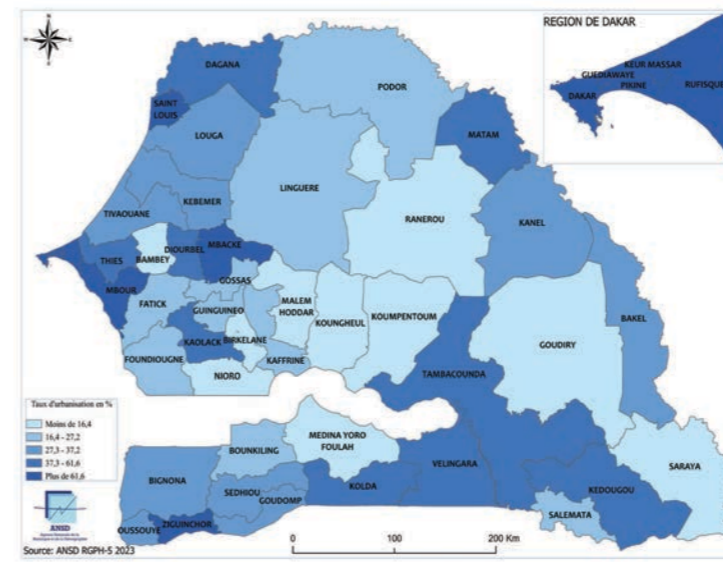 REGION DE DAKAR
KEUR MASSAR
GUEDIAWAYE
PIKINE
RUFISQUE
DAKAR
DAGANA
PODOR
SAINT
LOUIS
MATAM
LOUGA
LINGUERE
RANEROU
KANEL
KEBEMER
TIVAOUANE
MBACKE
DIOURBEL
THIES
BAMBEY
GOSSAS
MBOUR
FATICK
GUINGUINEO
MALEM
HODDAR
KOUNGHEUL
KOUMPENTOUM
BAKEL
GOUDIRY
KAOLACK
BIRKELANE
FOUNDIOUGNE
KAFFRINE
NIORO
TAMBACOUNDA
Taux d'urbanisation en %
Moins de 16,4
16,4 - 27,2
27,3 - 37,2
37,3 - 61,6
Plus de 61,6
MEDINA YORO
FOULAH
BOUNKILING
VELINGARA
SARAYA
BIGNONA
SEDHIOU
GOUDOMP
KOLDA
KEDOUGOU
SALEMATA
OUSSOUYE
ZIGUINCHOR
ANSD
Source: ANSD RGPH-5 2023
0 100 200 Km